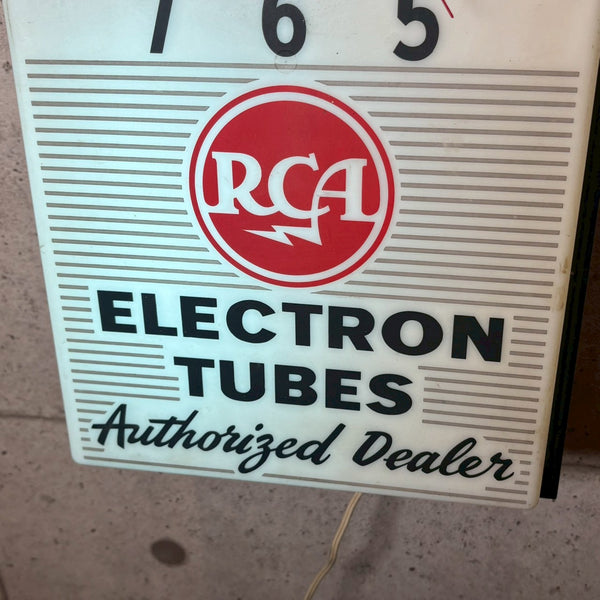 7 6 5
RCA
ELECTRON
TUBES
Authorized Dealer